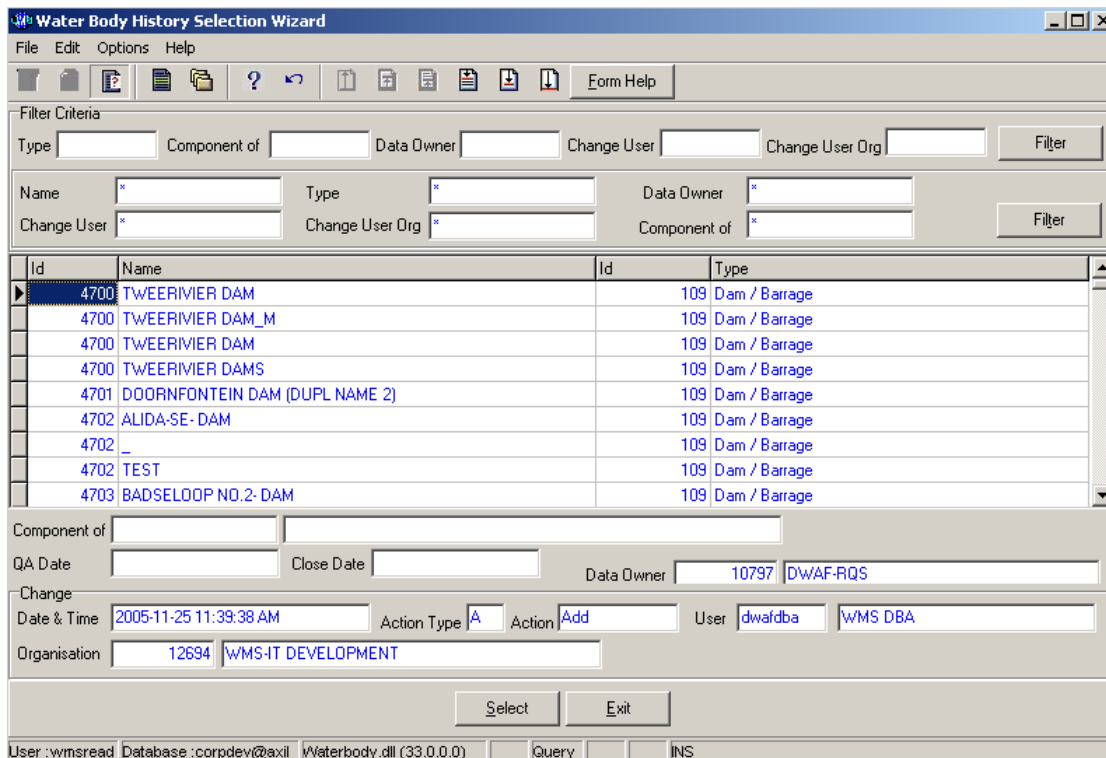 Water Body History Selection Wizard
File Edit Options Help
? Form Help
Filter Criteria
Type Component of Data Owner Change User Change User Org Filter
Name * Type * Data Owner *
Change User * Change User Org * Component of * Filter
Id Name Id Type
4700 TWEERIVIER DAM 109 Dam / Barrage
4700 TWEERIVIER DAM_M 109 Dam / Barrage
4700 TWEERIVIER DAM 109 Dam / Barrage
4700 TWEERIVIER DAMS 109 Dam / Barrage
4701 DOORNFONTEIN DAM (DUPL NAME 2) 109 Dam / Barrage
4702 ALIDA-SE- DAM 109 Dam / Barrage
4702 _ 109 Dam / Barrage
4702 TEST 109 Dam / Barrage
4703 BADSELOOP NO.2- DAM 109 Dam / Barrage
Component of
QA Date Close Date Data Owner 10797 DWAF-RQS
Change
Date & Time 2005-11-25 11:39:38 AM Action Type A Action Add User dwafdba WMS DBA
Organisation 12694 WMS-IT DEVELOPMENT
Select Exit
User :wmsread Database :corpdev@axil Waterbody.dll (33.0.0.0) Query INS